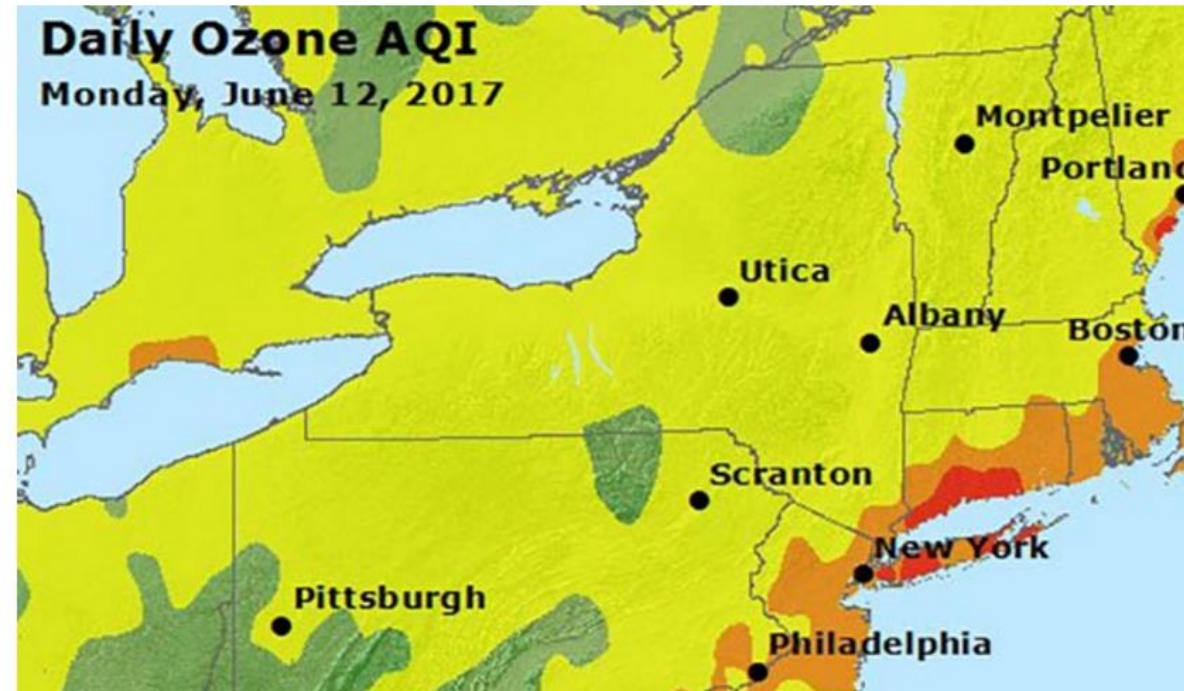 Daily Ozone AQI
Monday, June 12, 2017
Montpelier
Portland
Utica
Albany
Boston
Scranton
New York
Pittsburgh
Philadelphia